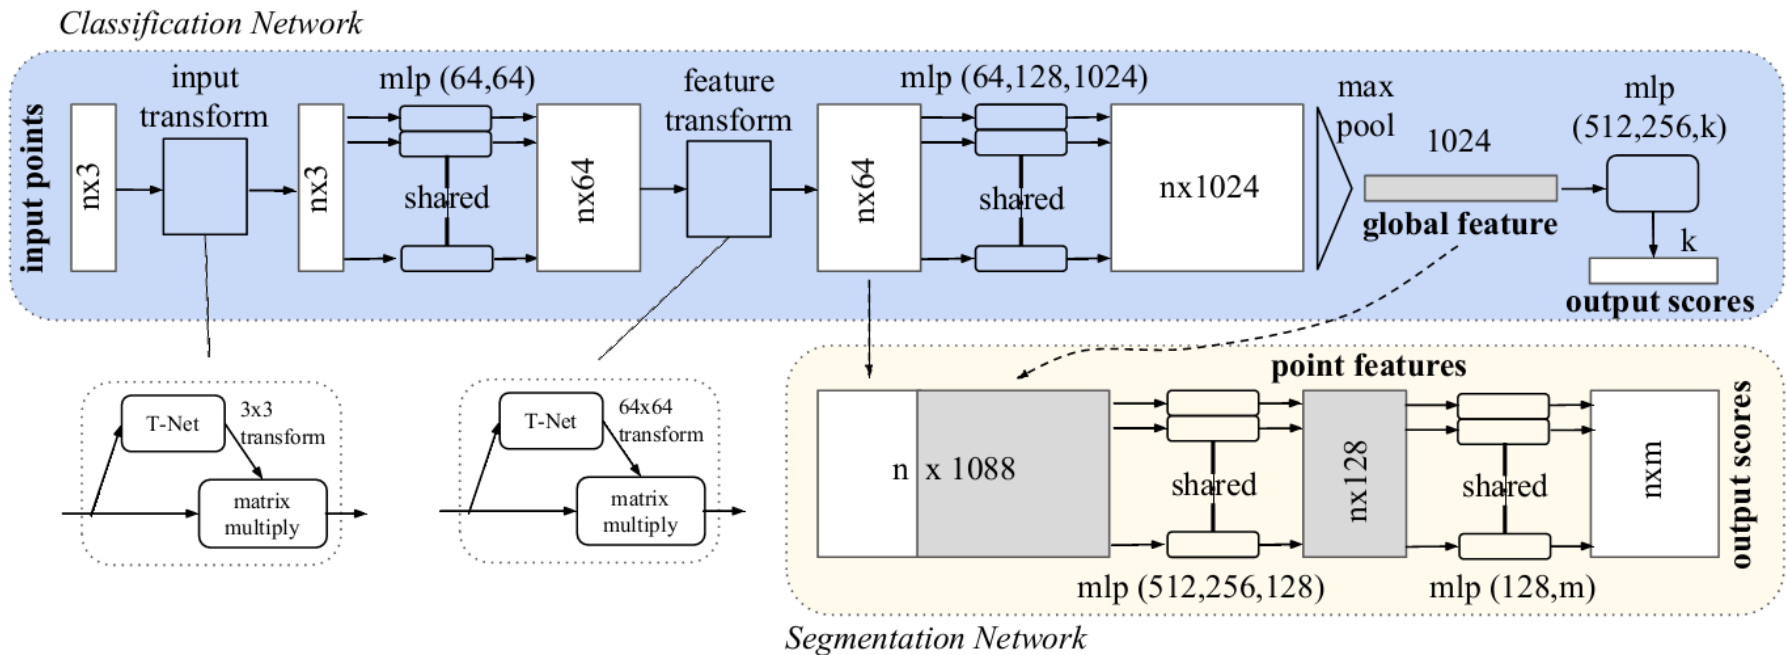 Classification Network
input points
nx3
input
transform
nx3
mlp (64,64)
shared
nx64
feature
transform
nx64
mlp (64,128,1024)
shared
nx1024
max
pool
1024
global feature
mlp
(512,256,k)
k
output scores
T-Net
3x3
transform
matrix
multiply
T-Net
64x64
transform
matrix
multiply
point features
n x 1088
shared
mlp (512,256,128)
nx128
shared
mlp (128,m)
nxm
output scores
Segmentation Network